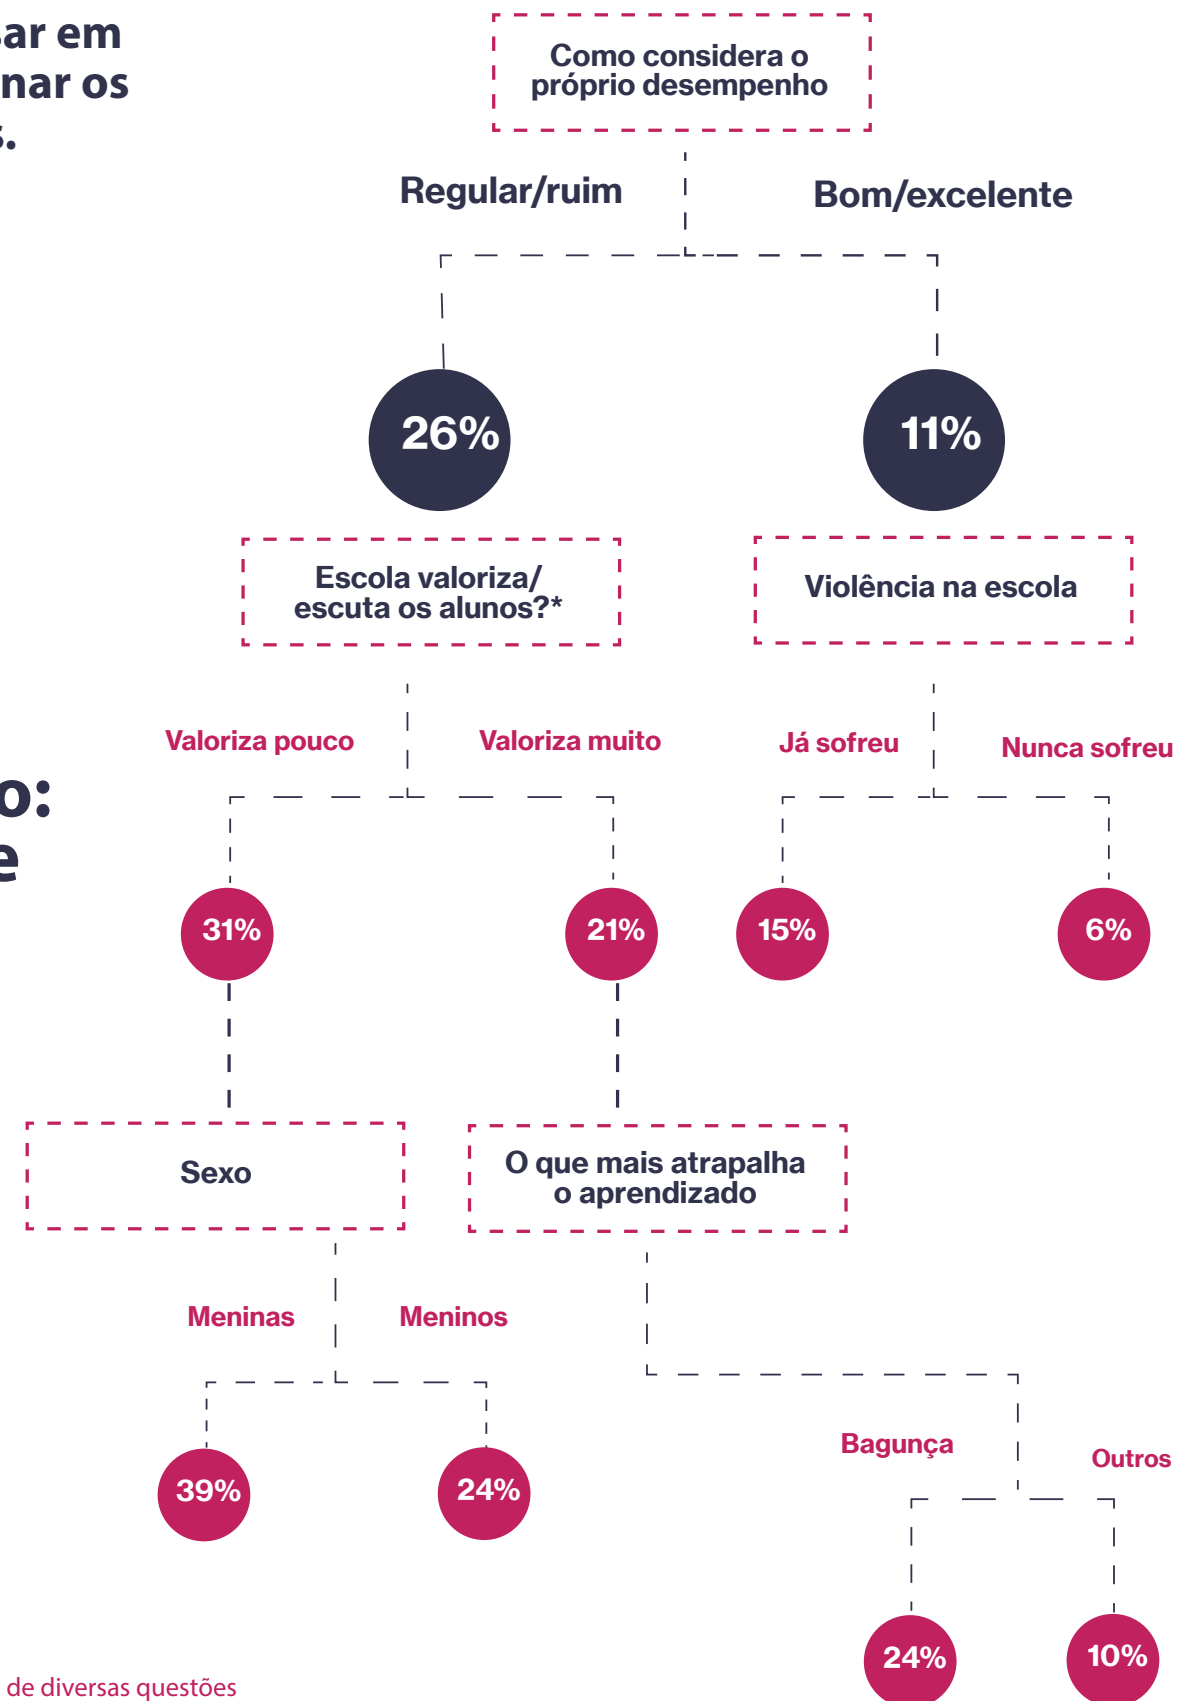 sar em
nar os
s.
Como considera o
próprio desempenho
Regular/ruim
Bom/excelente
26%
11%
Escola valoriza/
escuta os alunos?*
Violência na escola
Valoriza pouco
Valoriza muito
Já sofreu
Nunca sofreu
o:
e
31%
21%
15%
6%
Sexo
O que mais atrapalha
o aprendizado
Meninas
Meninos
Bagunça
Outros
39%
24%
24%
10%
de diversas questões